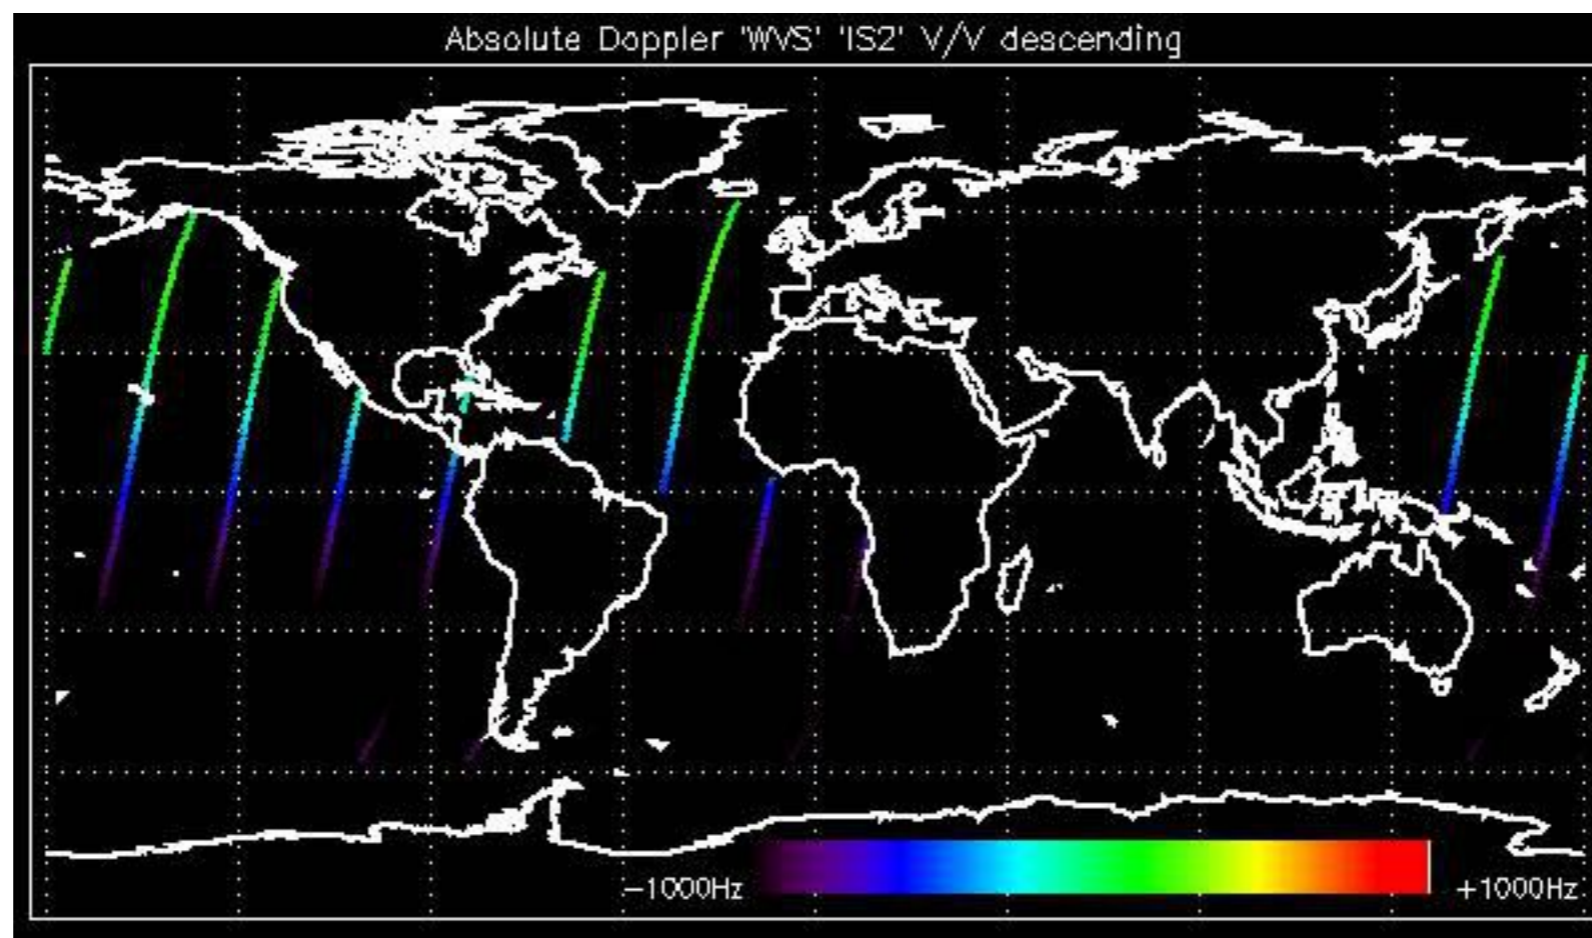 Absolute Doppler 'WVS' 'IS2' V/V descending
−1000Hz
+1000Hz